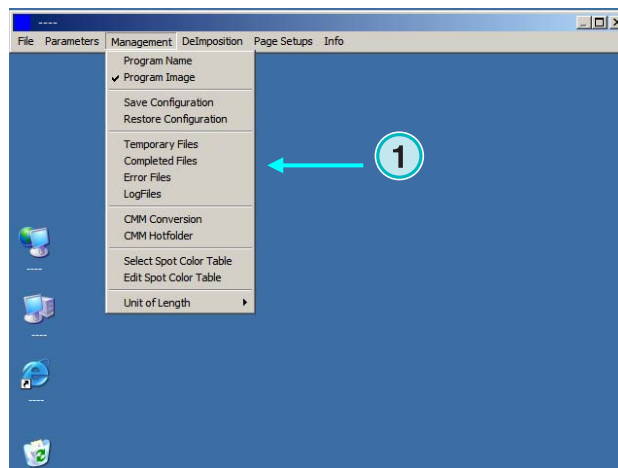 ----
File Parameters Management DeImposition Page Setups Info
Program Name
Program Image
Save Configuration
Restore Configuration
Temporary Files
Completed Files
Error Files
LogFiles
1
CMM Conversion
CMM Hotfolder
Select Spot Color Table
Edit Spot Color Table
Unit of Length
----
----
----